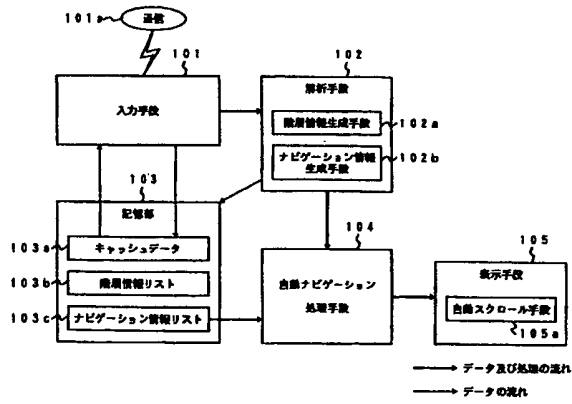 101p
通信
101
入力手段
102
解析手段
階層情報生成手段
102a
ナビゲーション情報
生成手段
102b
103
記憶部
103a
キャッシュデータ
103b
階層情報リスト
103c
ナビゲーション情報リスト
104
自動ナビゲーション
処理手段
105
表示手段
自動スクロール手段
105a
データ及び処理の流れ
データの流れ